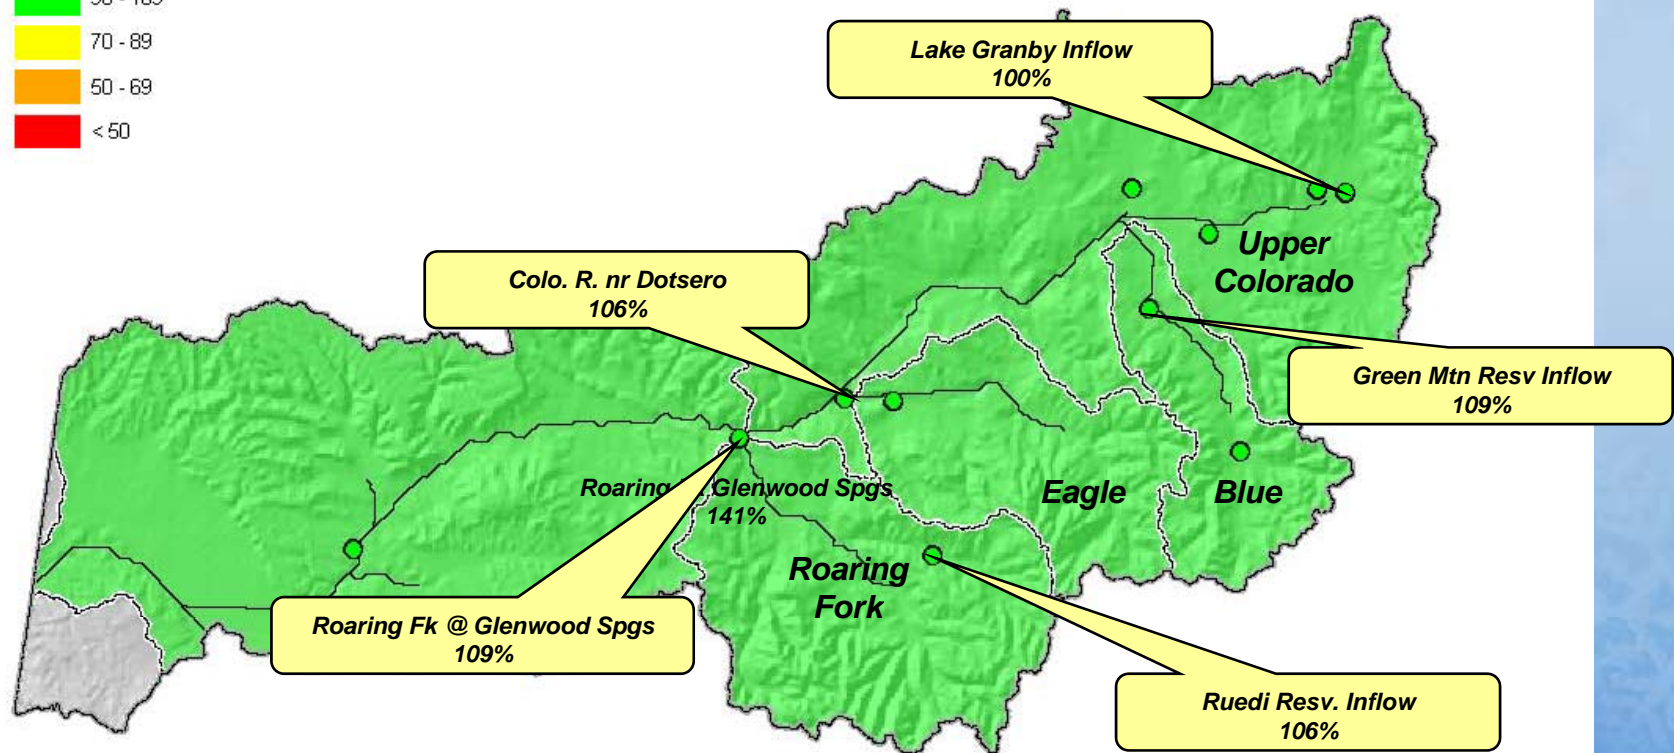 70 - 89
50 - 69
< 50
Lake Granby Inflow
100%
Upper
Colorado
Colo. R. nr Dotsero
106%
Green Mtn Resv Inflow
109%
Roaring Glenwood Spgs
141%
Eagle
Blue
Roaring
Fork
Roaring Fk @ Glenwood Spgs
109%
Ruedi Resv. Inflow
106%